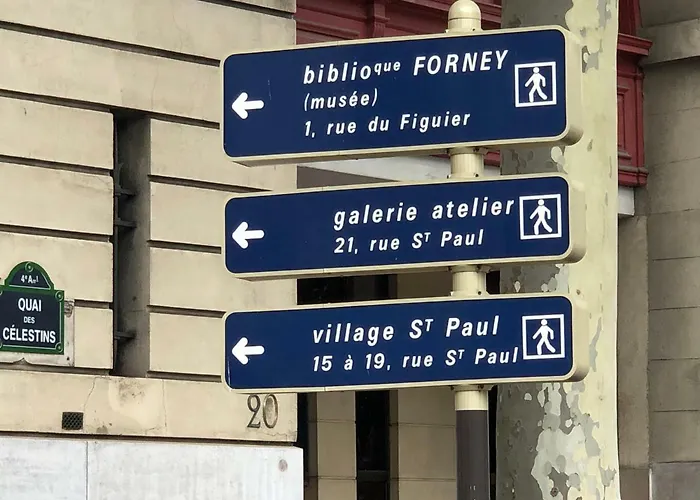 biblioque FORNEY
(musée)
1, rue du Figuier
galerie atelier
21, rue ST Paul
village ST Paul
15 à 19, rue ST Paul
4e Arrt
QUAI
DES
CÉLESTINS
20